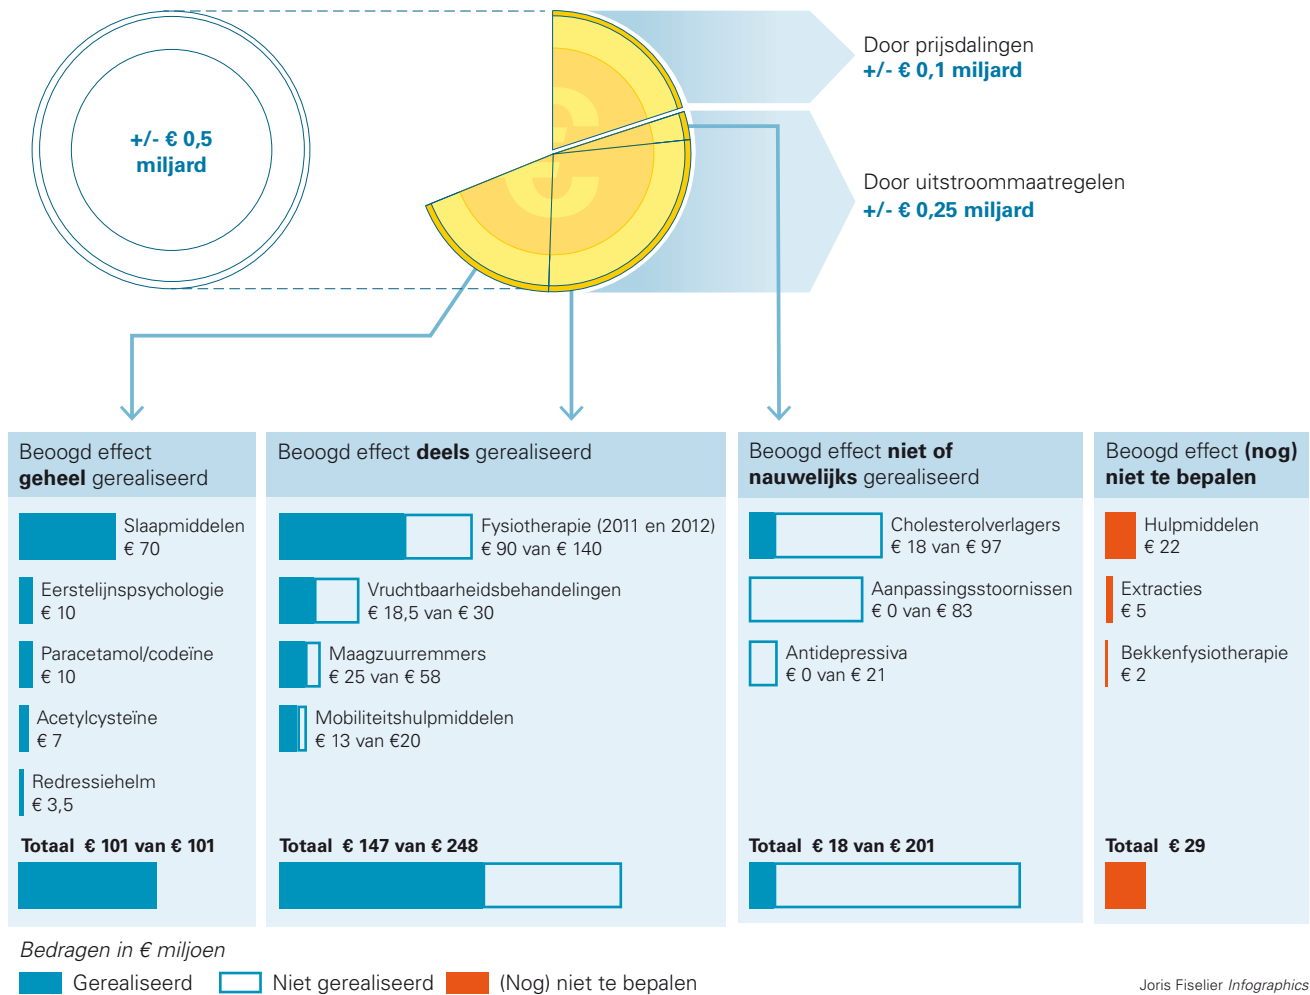 +/- € 0,5
miljard
€
Door prijsdalingen
+/- € 0,1 miljard
Door uitstroommaatregelen
+/- € 0,25 miljard
Beoogd effect
geheel gerealiseerd
Slaapmiddelen
€ 70
Eerstelijnspsychologie
€ 10
Paracetamol/codeïne
€ 10
Acetylcysteïne
€ 7
Redressiehelm
€ 3,5
Totaal € 101 van € 101
Beoogd effect deels gerealiseerd
Fysiotherapie (2011 en 2012)
€ 90 van € 140
Vruchtbaarheidsbehandelingen
€ 18,5 van € 30
Maagzuurremmers
€ 25 van € 58
Mobiliteitshulpmiddelen
€ 13 van €20
Totaal € 147 van € 248
Beoogd effect niet of
nauwelijks gerealiseerd
Cholesterolverlagers
€ 18 van € 97
Aanpassingsstoornissen
€ 0 van € 83
Antidepressiva
€ 0 van € 21
Totaal € 18 van € 201
Beoogd effect (nog)
niet te bepalen
Hulpmiddelen
€ 22
Extracties
€ 5
Bekkenfysiotherapie
€ 2
Totaal € 29
Bedragen in € miljoen
Gerealiseerd
Niet gerealiseerd
(Nog) niet te bepalen
Joris Fiselier Infographics